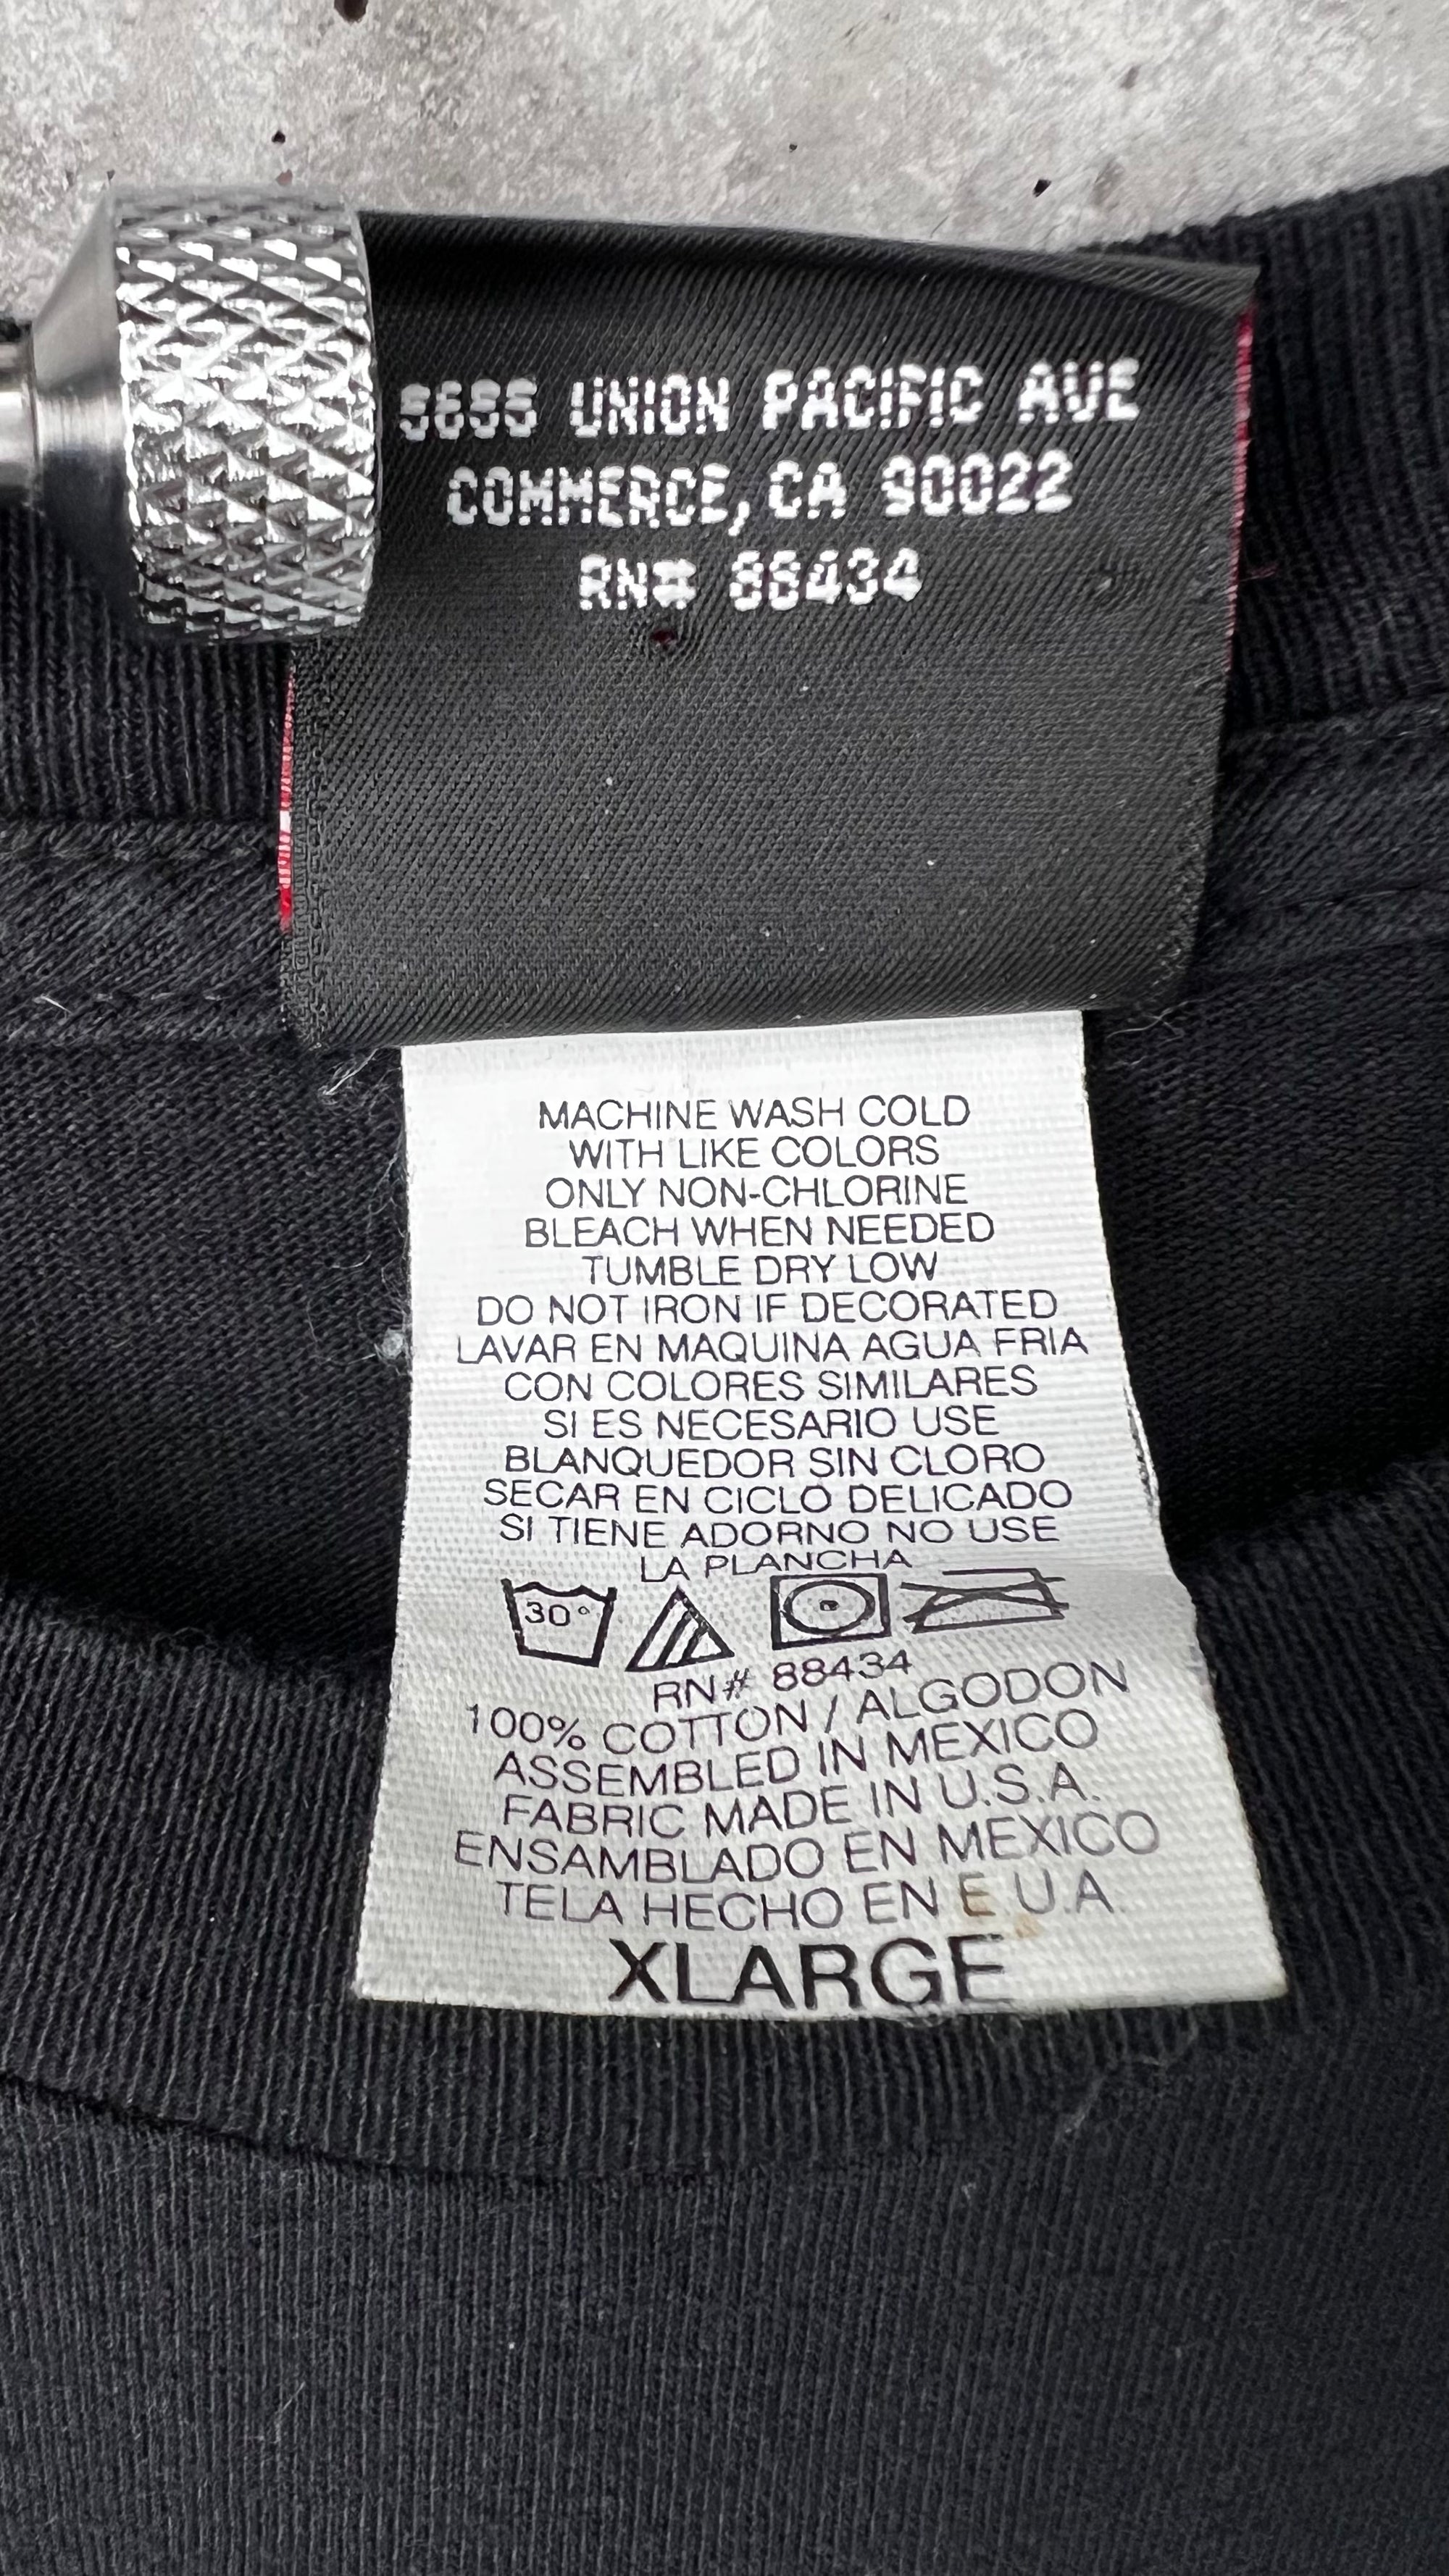 5655 UNION PACIFIC AVE
COMMERCE, CA 90022
RN# 88434
MACHINE WASH COLD
WITH LIKE COLORS
ONLY NON-CHLORINE
BLEACH WHEN NEEDED
TUMBLE DRY LOW
DO NOT IRON IF DECORATED
LAVAR EN MAQUINA AGUA FRIA
CON COLORES SIMILARES
SI ES NECESARIO USE
BLANQUEDOR SIN CLORO
SECAR EN CICLO DELICADO
SI TIENE ADORNO NO USE
LA PLANCHA
30°
RN# 88434
100% COTTON / ALGODON
ASSEMBLED IN MEXICO
FABRIC MADE IN U.S.A.
ENSAMBLADO EN MEXICO
TELA HECHO EN E.U.A.
XLARGE